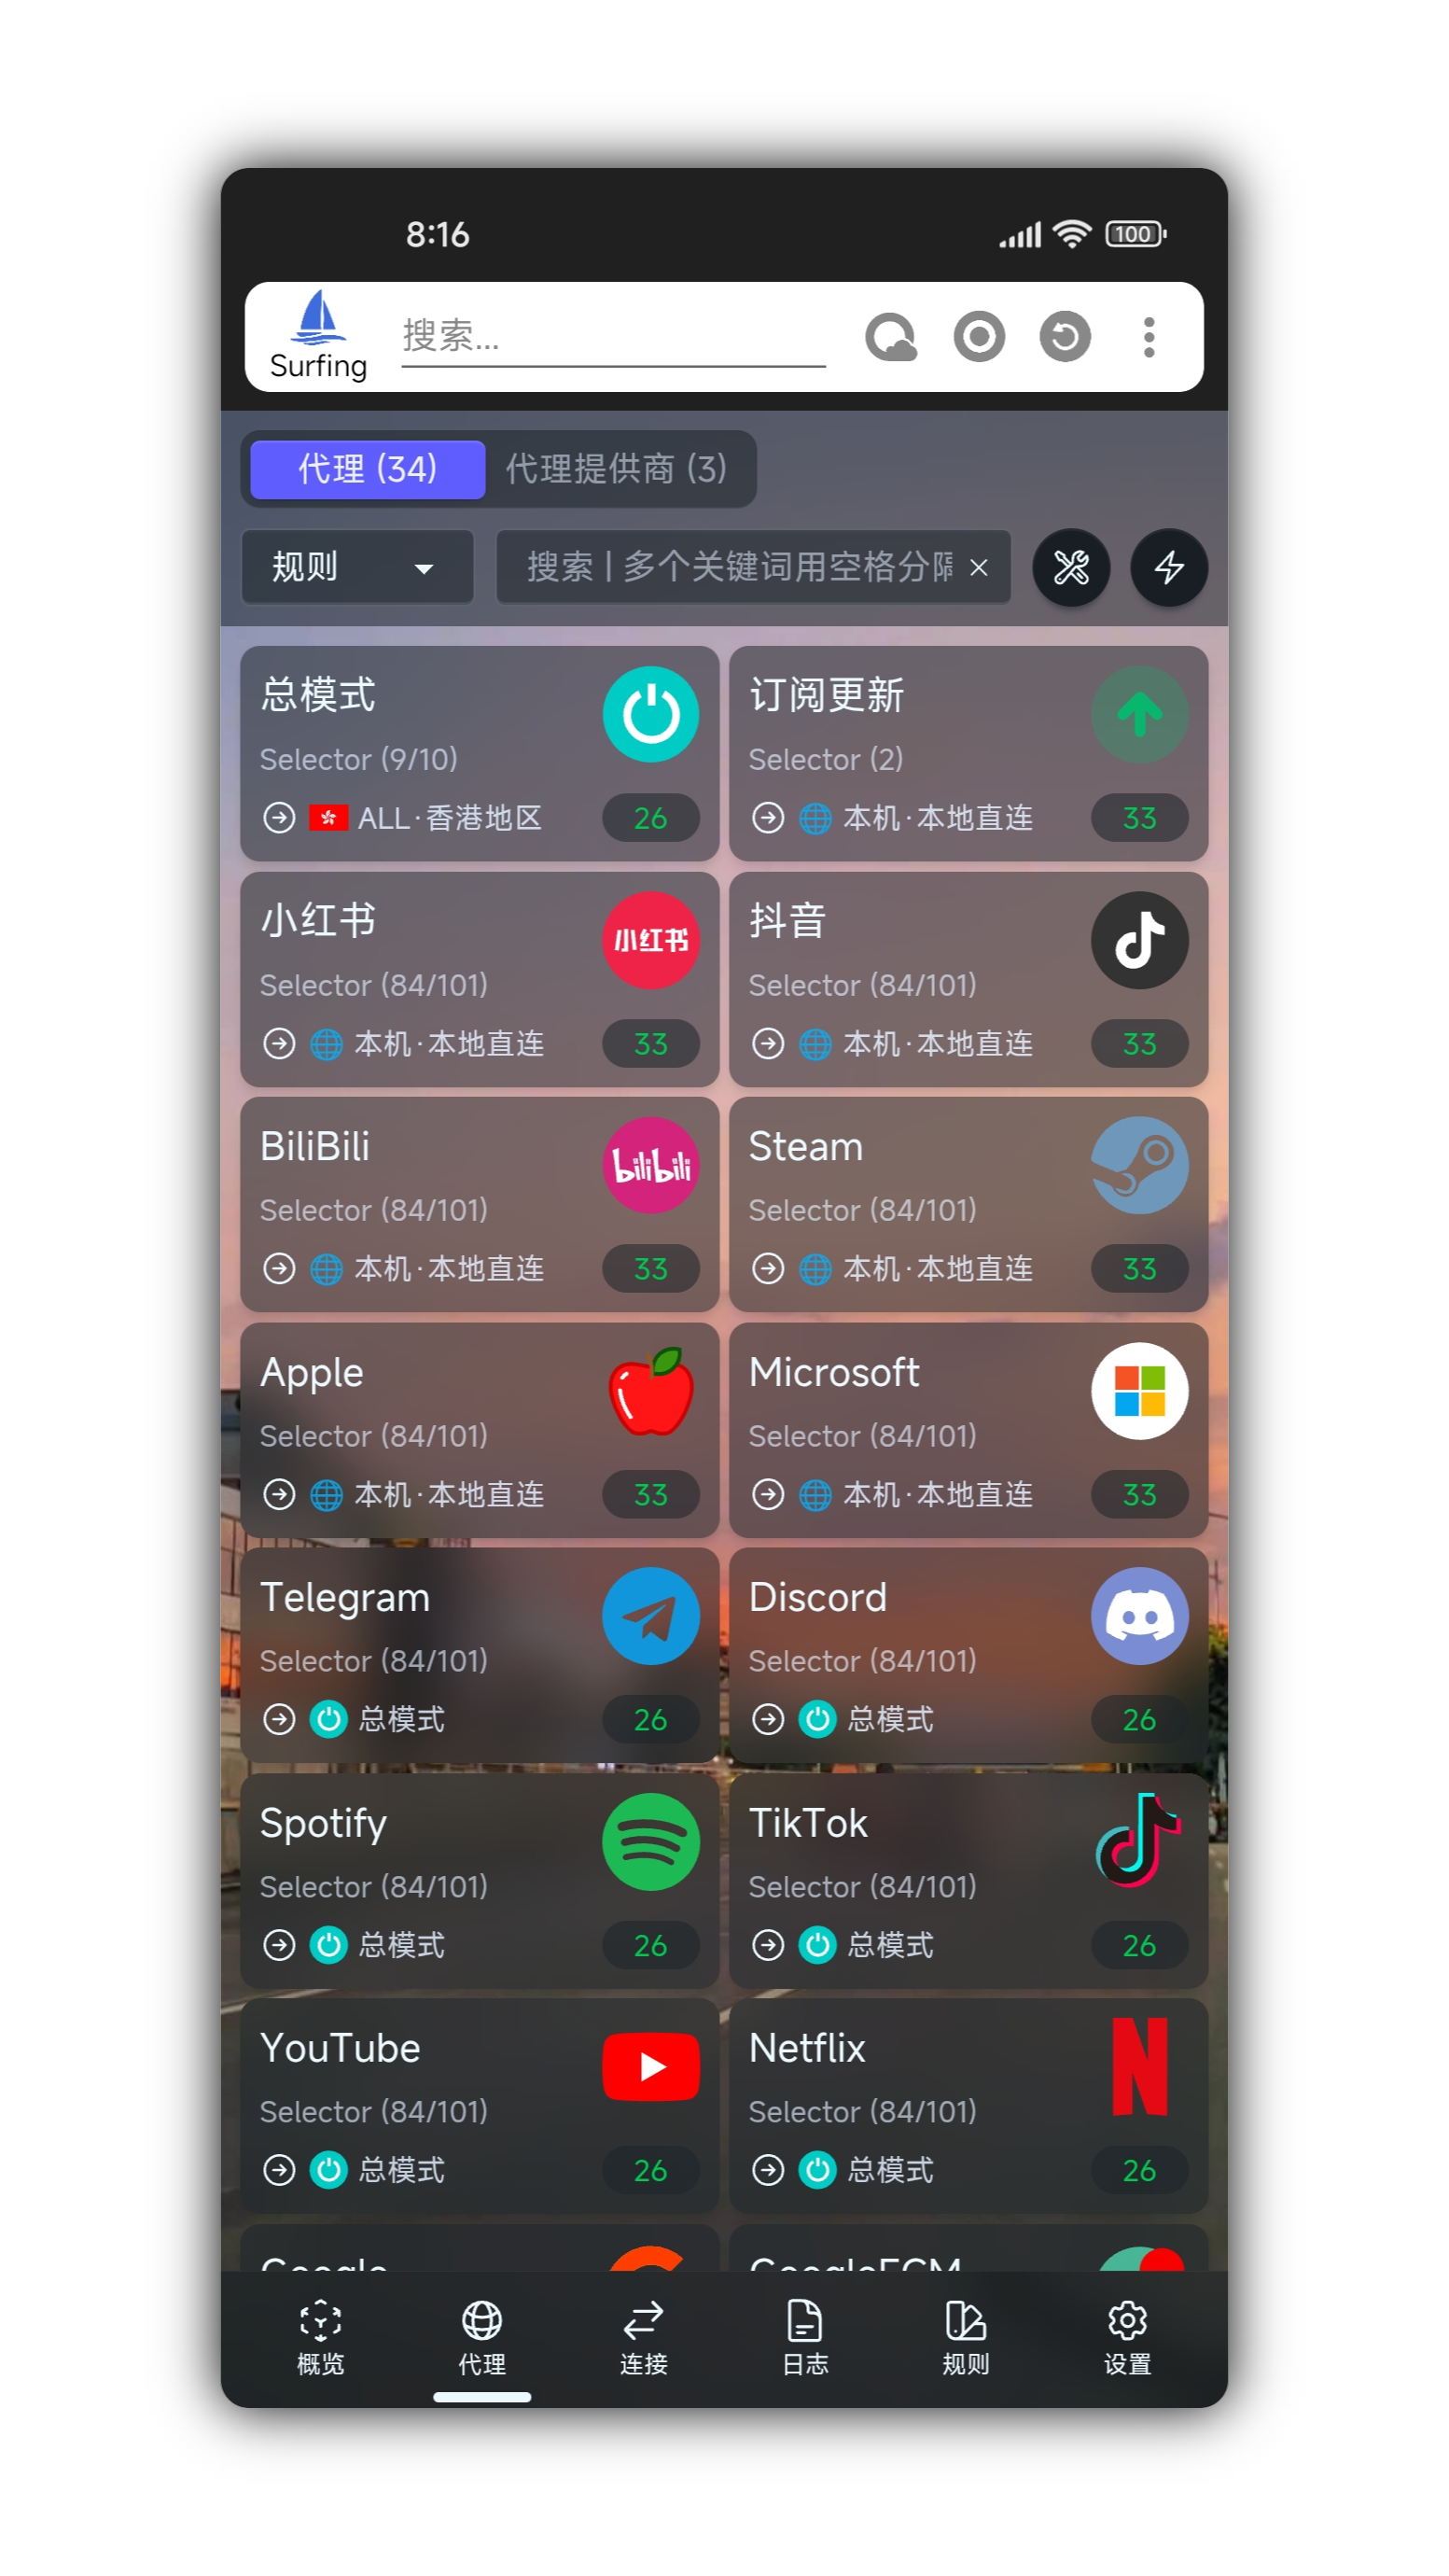 8:16
100
Surfing
搜索...
代理 (34)
代理提供商 (3)
规则
搜索 | 多个关键词用空格分隔
总模式
Selector (9/10)
ALL·香港地区
26
订阅更新
Selector (2)
本机·本地直连
33
小红书
小红书
Selector (84/101)
本机·本地直连
33
抖音
Selector (84/101)
本机·本地直连
33
BiliBili
bilibili
Selector (84/101)
本机·本地直连
33
Steam
Selector (84/101)
本机·本地直连
33
Apple
Selector (84/101)
本机·本地直连
33
Microsoft
Selector (84/101)
本机·本地直连
33
Telegram
Selector (84/101)
总模式
26
Discord
Selector (84/101)
总模式
26
Spotify
Selector (84/101)
总模式
26
TikTok
Selector (84/101)
总模式
26
YouTube
Selector (84/101)
总模式
26
Netflix
N
Selector (84/101)
总模式
26
Google
GoogleFCM
概览
代理
连接
日志
规则
设置